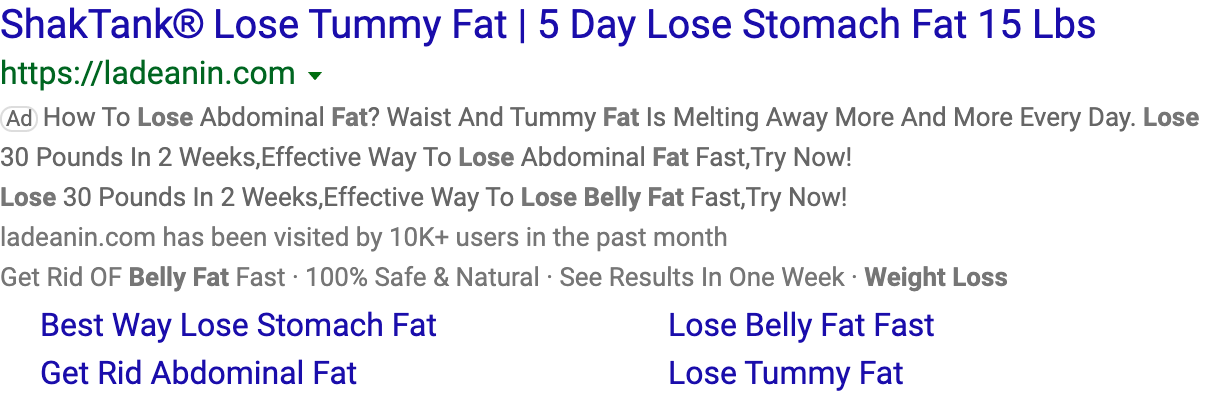 ShakTank® Lose Tummy Fat | 5 Day Lose Stomach Fat 15 Lbs
https://ladeanin.com
Ad How To Lose Abdominal Fat? Waist And Tummy Fat Is Melting Away More And More Every Day. Lose
30 Pounds In 2 Weeks,Effective Way To Lose Abdominal Fat Fast,Try Now!
Lose 30 Pounds In 2 Weeks,Effective Way To Lose Belly Fat Fast,Try Now!
ladeanin.com has been visited by 10K+ users in the past month
Get Rid OF Belly Fat Fast · 100% Safe & Natural · See Results In One Week · Weight Loss
Best Way Lose Stomach Fat
Lose Belly Fat Fast
Get Rid Abdominal Fat
Lose Tummy Fat